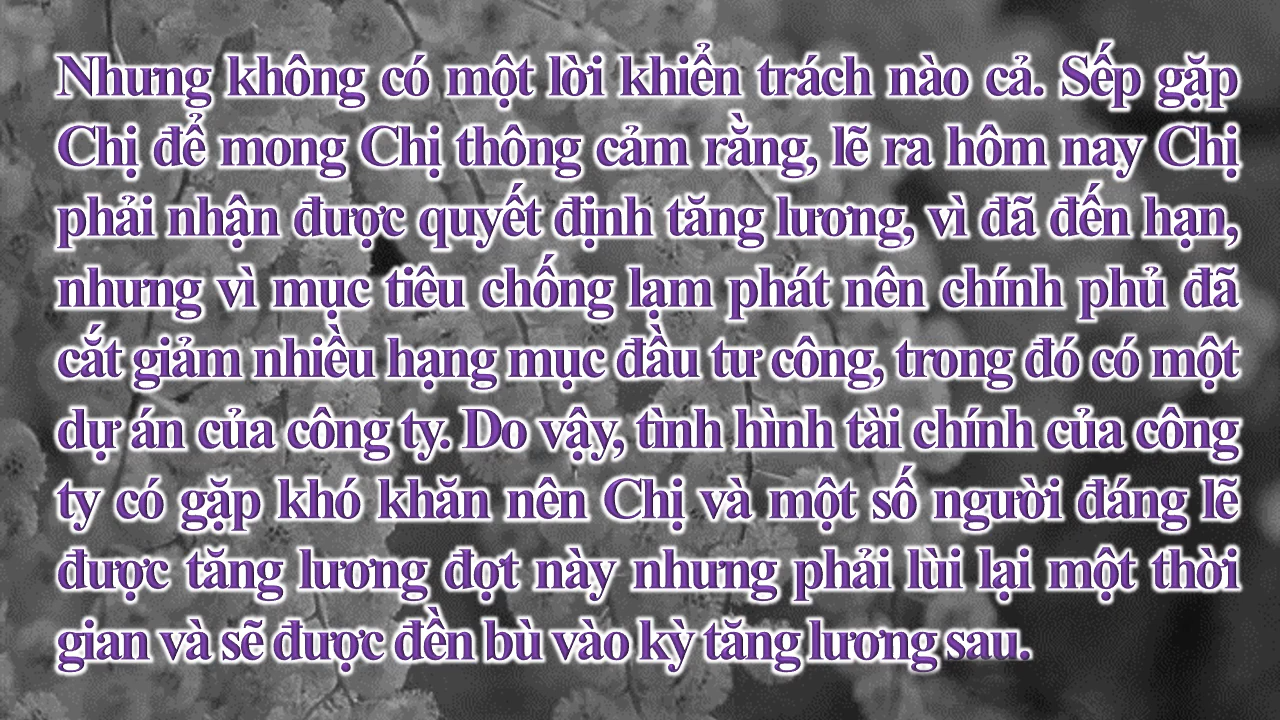 Nhưng không có một lời khiển trách nào cả. Sếp gặp
Chị để mong Chị thông cảm rằng, lẽ ra hôm nay Chị
phải nhận được quyết định tăng lương, vì đã đến hạn,
nhưng vì mục tiêu chống lạm phát nên chính phủ đã
cắt giảm nhiều hạng mục đầu tư công, trong đó có một
dự án của công ty. Do vậy, tình hình tài chính của công
ty có gặp khó khăn nên Chị và một số người đáng lẽ
được tăng lương đợt này nhưng phải lùi lại một thời
gian và sẽ được đền bù vào kỳ tăng lương sau.